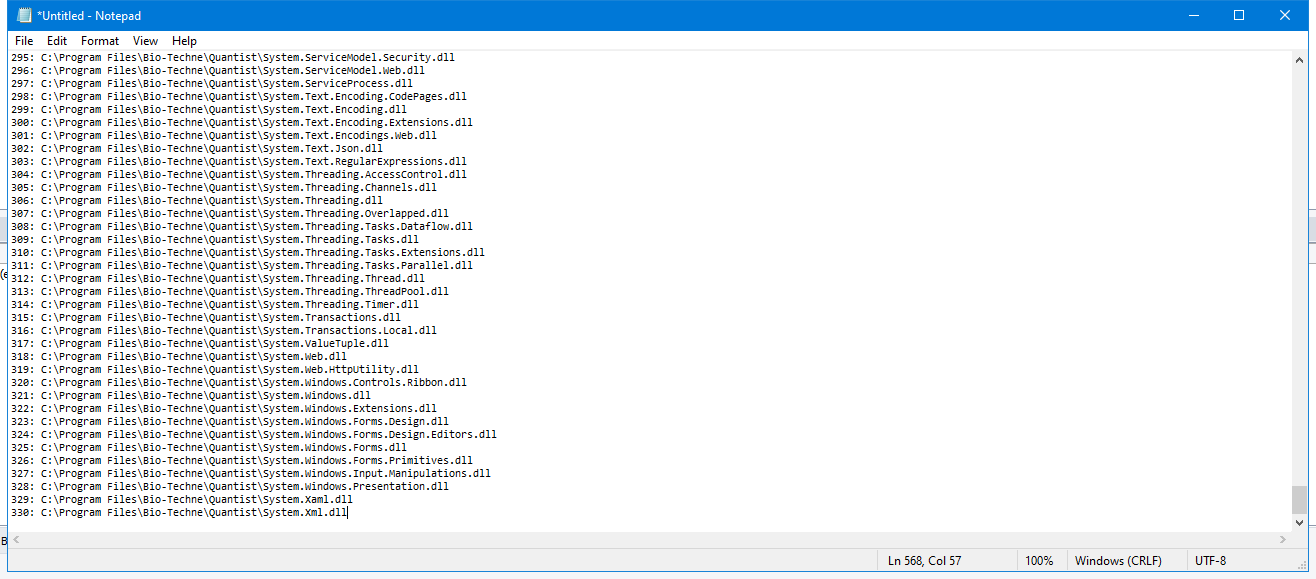 *Untitled - Notepad
File Edit Format View Help
295: C:\Program Files\Bio-Techne\Quantist\System.ServiceModel.Security.dll
296: C:\Program Files\Bio-Techne\Quantist\System.ServiceModel.Web.dll
297: C:\Program Files\Bio-Techne\Quantist\System.ServiceProcess.dll
298: C:\Program Files\Bio-Techne\Quantist\System.Text.Encoding.CodePages.dll
299: C:\Program Files\Bio-Techne\Quantist\System.Text.Encoding.dll
300: C:\Program Files\Bio-Techne\Quantist\System.Text.Encoding.Extensions.dll
301: C:\Program Files\Bio-Techne\Quantist\System.Text.Encodings.Web.dll
302: C:\Program Files\Bio-Techne\Quantist\System.Text.Json.dll
303: C:\Program Files\Bio-Techne\Quantist\System.Text.RegularExpressions.dll
304: C:\Program Files\Bio-Techne\Quantist\System.Threading.AccessControl.dll
305: C:\Program Files\Bio-Techne\Quantist\System.Threading.Channels.dll
306: C:\Program Files\Bio-Techne\Quantist\System.Threading.dll
307: C:\Program Files\Bio-Techne\Quantist\System.Threading.Overlapped.dll
308: C:\Program Files\Bio-Techne\Quantist\System.Threading.Tasks.Dataflow.dll
309: C:\Program Files\Bio-Techne\Quantist\System.Threading.Tasks.dll
310: C:\Program Files\Bio-Techne\Quantist\System.Threading.Tasks.Extensions.dll
311: C:\Program Files\Bio-Techne\Quantist\System.Threading.Tasks.Parallel.dll
312: C:\Program Files\Bio-Techne\Quantist\System.Threading.Thread.dll
313: C:\Program Files\Bio-Techne\Quantist\System.Threading.ThreadPool.dll
314: C:\Program Files\Bio-Techne\Quantist\System.Threading.Timer.dll
315: C:\Program Files\Bio-Techne\Quantist\System.Transactions.dll
316: C:\Program Files\Bio-Techne\Quantist\System.Transactions.Local.dll
317: C:\Program Files\Bio-Techne\Quantist\System.ValueTuple.dll
318: C:\Program Files\Bio-Techne\Quantist\System.Web.dll
319: C:\Program Files\Bio-Techne\Quantist\System.Web.HttpUtility.dll
320: C:\Program Files\Bio-Techne\Quantist\System.Windows.Controls.Ribbon.dll
321: C:\Program Files\Bio-Techne\Quantist\System.Windows.dll
322: C:\Program Files\Bio-Techne\Quantist\System.Windows.Extensions.dll
323: C:\Program Files\Bio-Techne\Quantist\System.Windows.Forms.Design.dll
324: C:\Program Files\Bio-Techne\Quantist\System.Windows.Forms.Design.Editors.dll
325: C:\Program Files\Bio-Techne\Quantist\System.Windows.Forms.dll
326: C:\Program Files\Bio-Techne\Quantist\System.Windows.Forms.Primitives.dll
327: C:\Program Files\Bio-Techne\Quantist\System.Windows.Input.Manipulations.dll
328: C:\Program Files\Bio-Techne\Quantist\System.Windows.Presentation.dll
329: C:\Program Files\Bio-Techne\Quantist\System.Xaml.dll
330: C:\Program Files\Bio-Techne\Quantist\System.Xml.dll
Ln 568, Col 57 100% Windows (CRLF) UTF-8